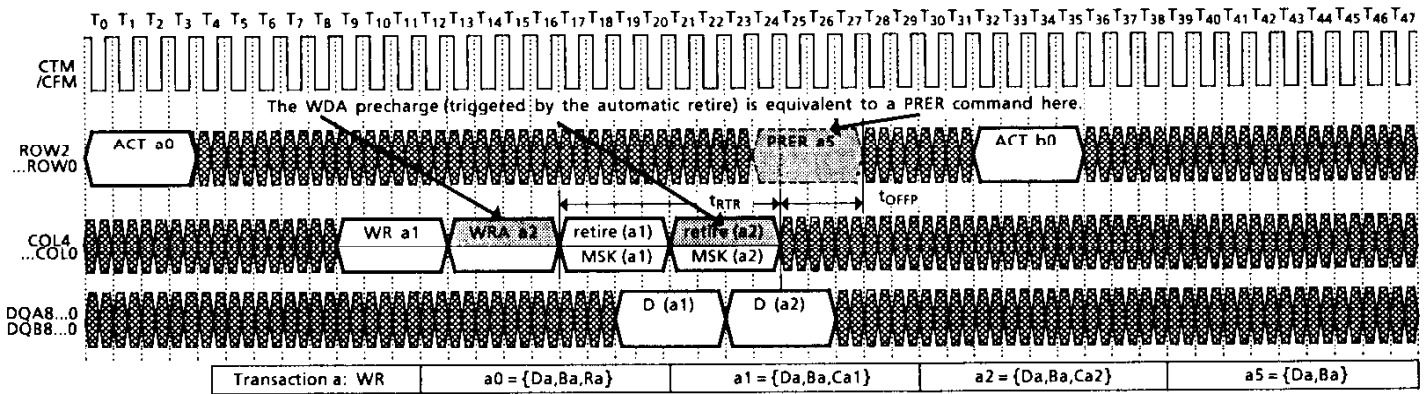 T0 T1 T2 T3 T4 T5 T6 T7 T8 T9 T10 T11 T12 T13 T14 T15 T16 T17 T18 T19 T20 T21 T22 T23 T24 T25 T26 T27 T28 T29 T30 T31 T32 T33 T34 T35 T36 T37 T38 T39 T40 T41 T42 T43 T44 T45 T46 T47
CTM
/CFM
The WDA precharge (triggered by the automatic retire) is equivalent to a PRER command here.
ROW2
...ROW0
ACT a0
PRER a5
ACT b0
tRTR
tOFFP
COL4
...COL0
WR a1
WRA a2
retire (a1)
MSK (a1)
retire (a2)
MSK (a2)
DQA8...0
DQB8...0
D (a1)
D (a2)
Transaction a: WR
a0 = {Da,Ba,Ra}
a1 = {Da,Ba,Ca1}
a2 = {Da,Ba,Ca2}
a5 = {Da,Ba}